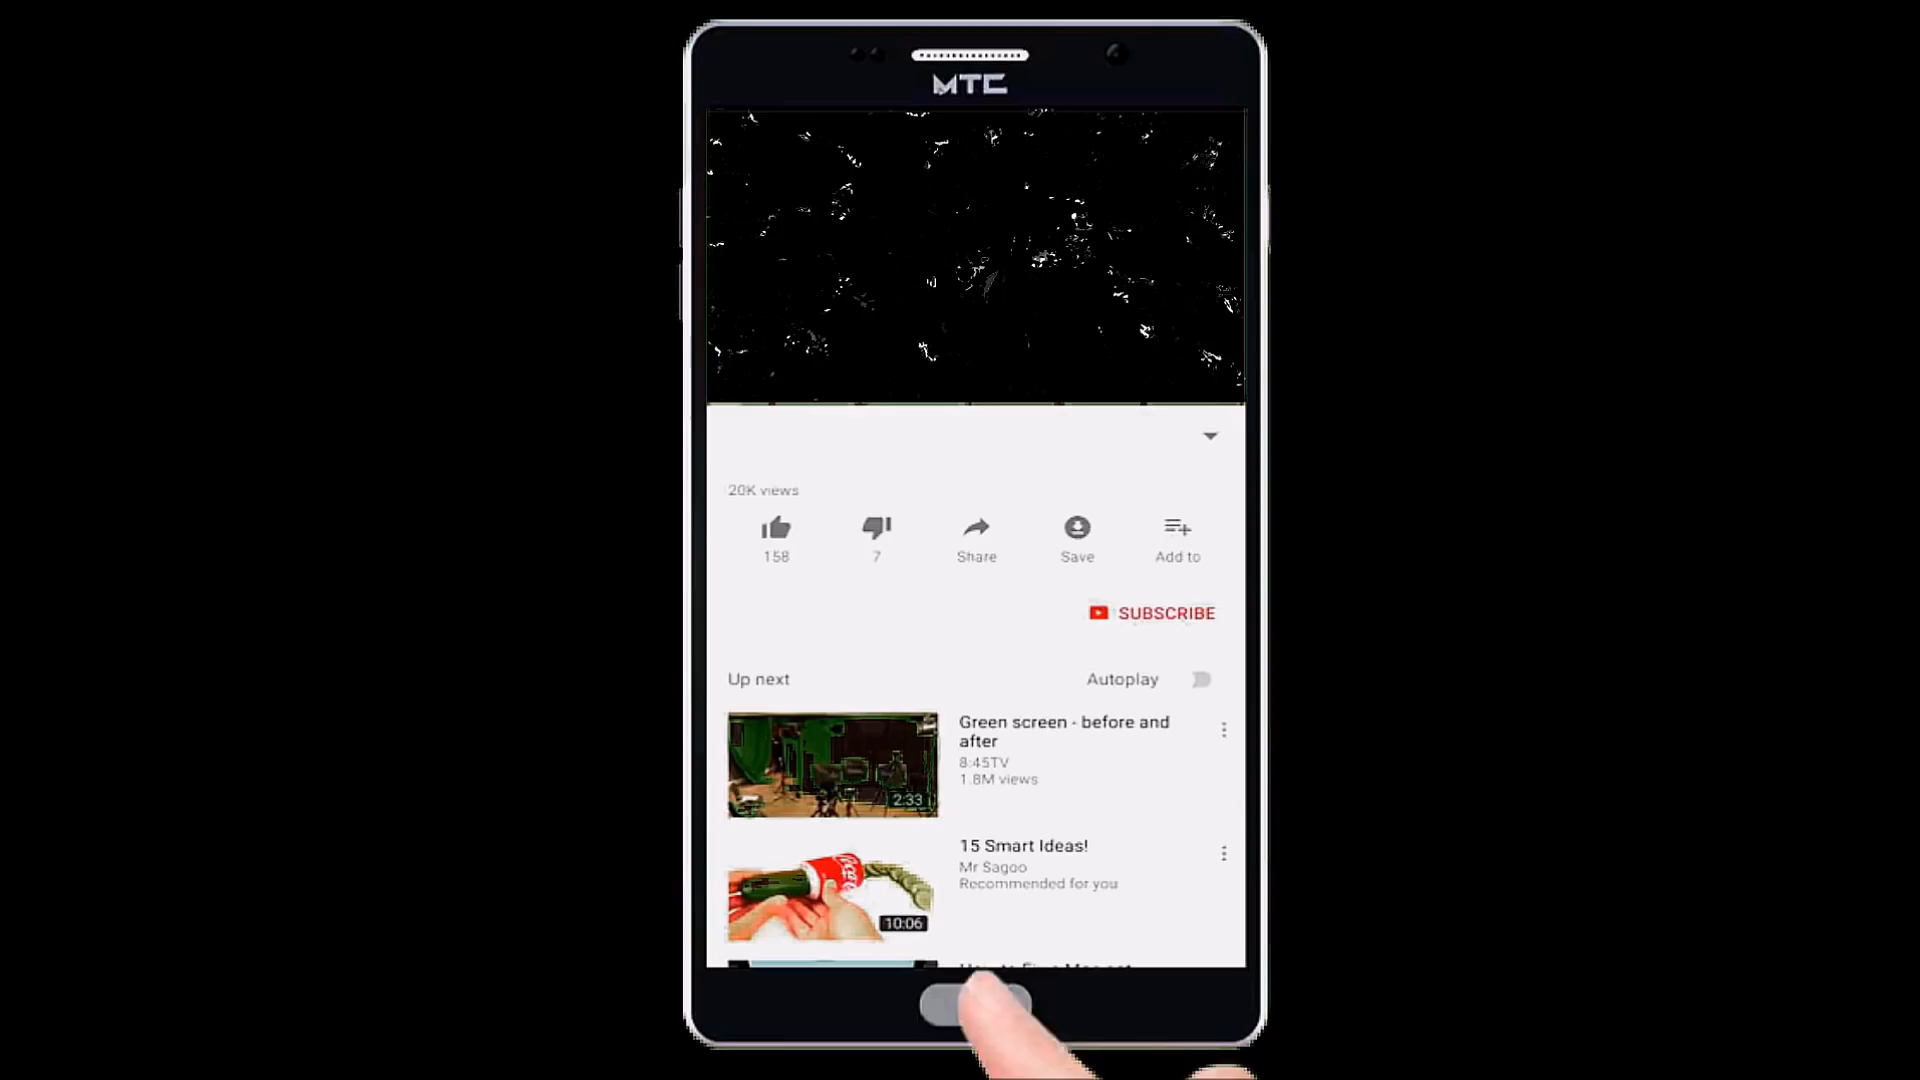 MTC
20K views
158
7
Share
Save
Add to
SUBSCRIBE
Up next
Autoplay
Green screen - before and
after
8:45TV
1.8M views
2:33
15 Smart Ideas!
Mr Sagoo
Recommended for you
10:06